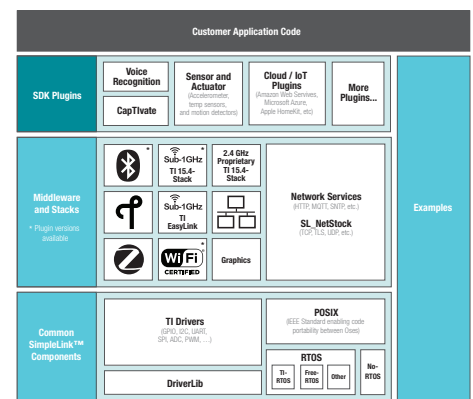 Customer Application Code
SDK Plugins
Voice
Recognition
CapTIvate
Sensor and
Actuator
(Accelerometer,
temp sensors,
and motion detectors)
Cloud / IoT
Plugins
(Amazon Web Servives,
Microsoft Azure,
Apple HomeKit, etc)
More
Plugins...
Examples
Middleware
and Stacks
* Plugin versions
available
*
Sub-1GHz *
TI 15.4-
Stack
2.4 GHz
Proprietary
TI 15.4-
Stack
Sub-1GHz
TI
EasyLink
WiFi *
CERTIFIED
Graphics
Network Services
(HTTP, MQTT, SNTP, etc.)
SL_NetStock
(TCP, TLS, UDP, etc.)
Common
SimpleLink™
Components
TI Drivers
(GPIO, I2C, UART,
SPI, ADC, PWM, …)
DriverLib
POSIX
(IEEE Standard enabling code
portability between Oses)
RTOS
TI-
RTOS
Free-
RTOS
Other
No-
RTOS